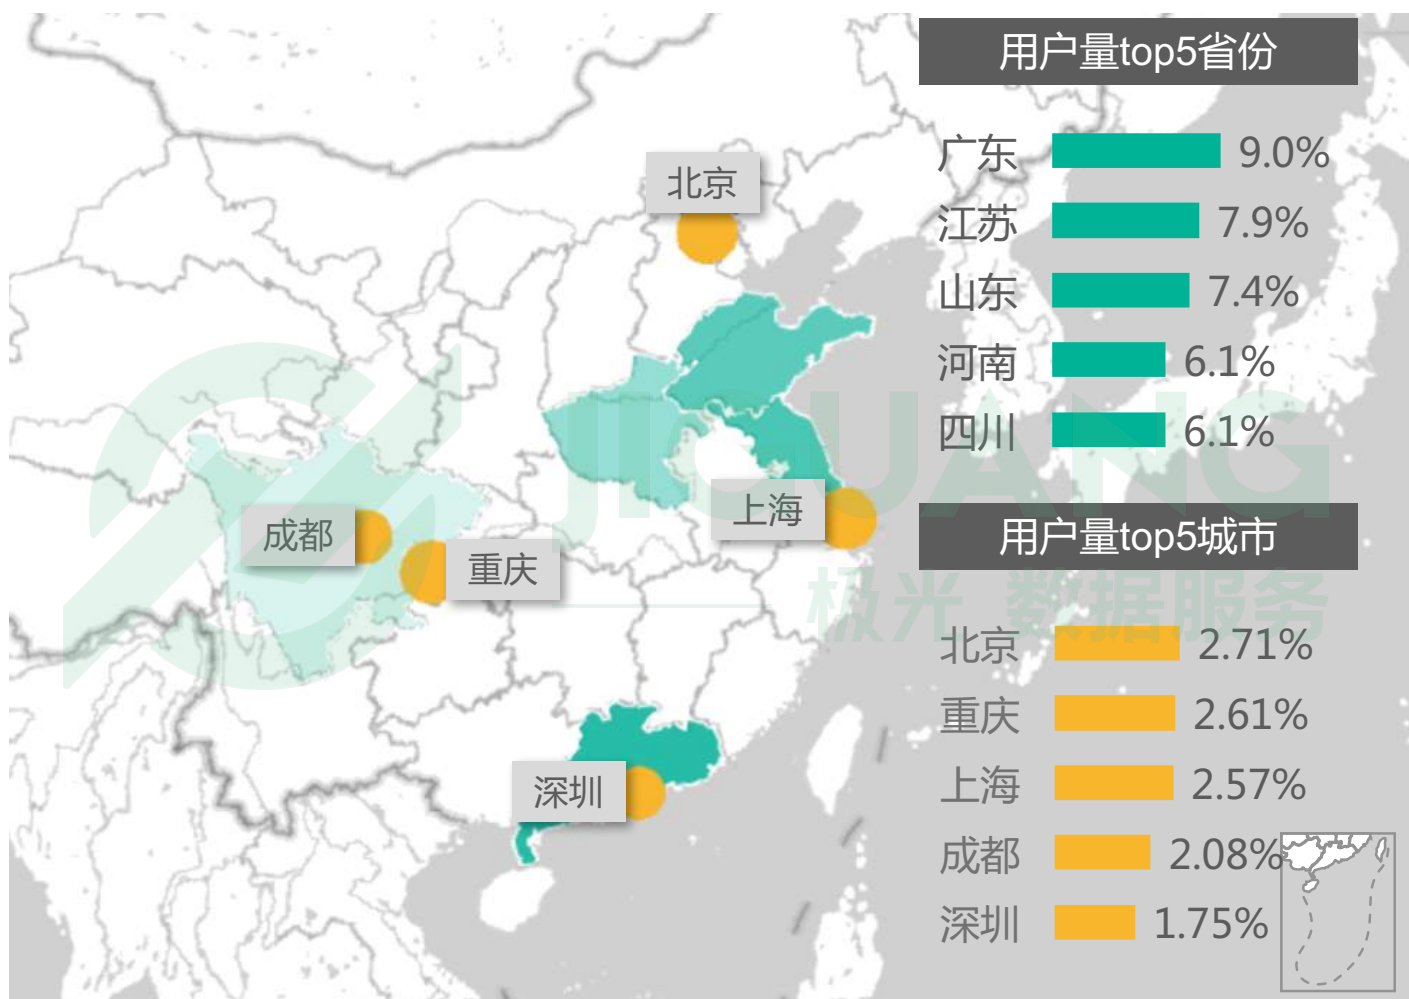 用户量top5省份
广东 9.0%
江苏 7.9%
山东 7.4%
河南 6.1%
四川 6.1%
北京
上海
成都
重庆
深圳
JIGUANG
极光 数据服务
用户量top5城市
北京 2.71%
重庆 2.61%
上海 2.57%
成都 2.08%
深圳 1.75%